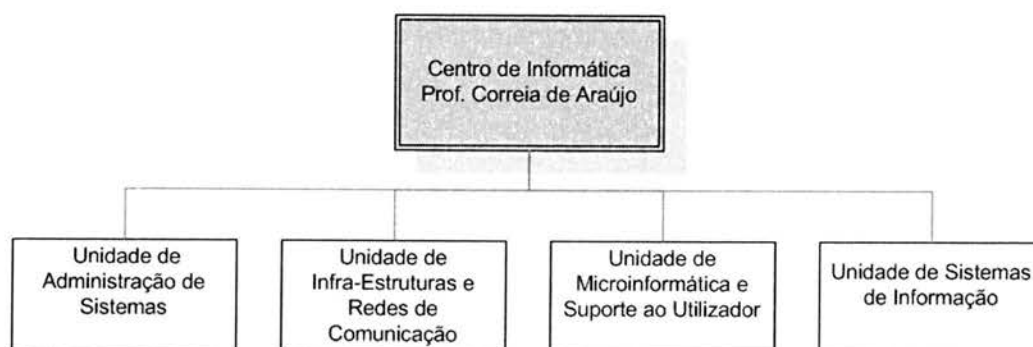 Centro de Informática
Prof. Correia de Araújo
Unidade de
Administração de
Sistemas
Unidade de
Infra-Estruturas e
Redes de
Comunicação
Unidade de
Microinformática e
Suporte ao Utilizador
Unidade de Sistemas
de Informação